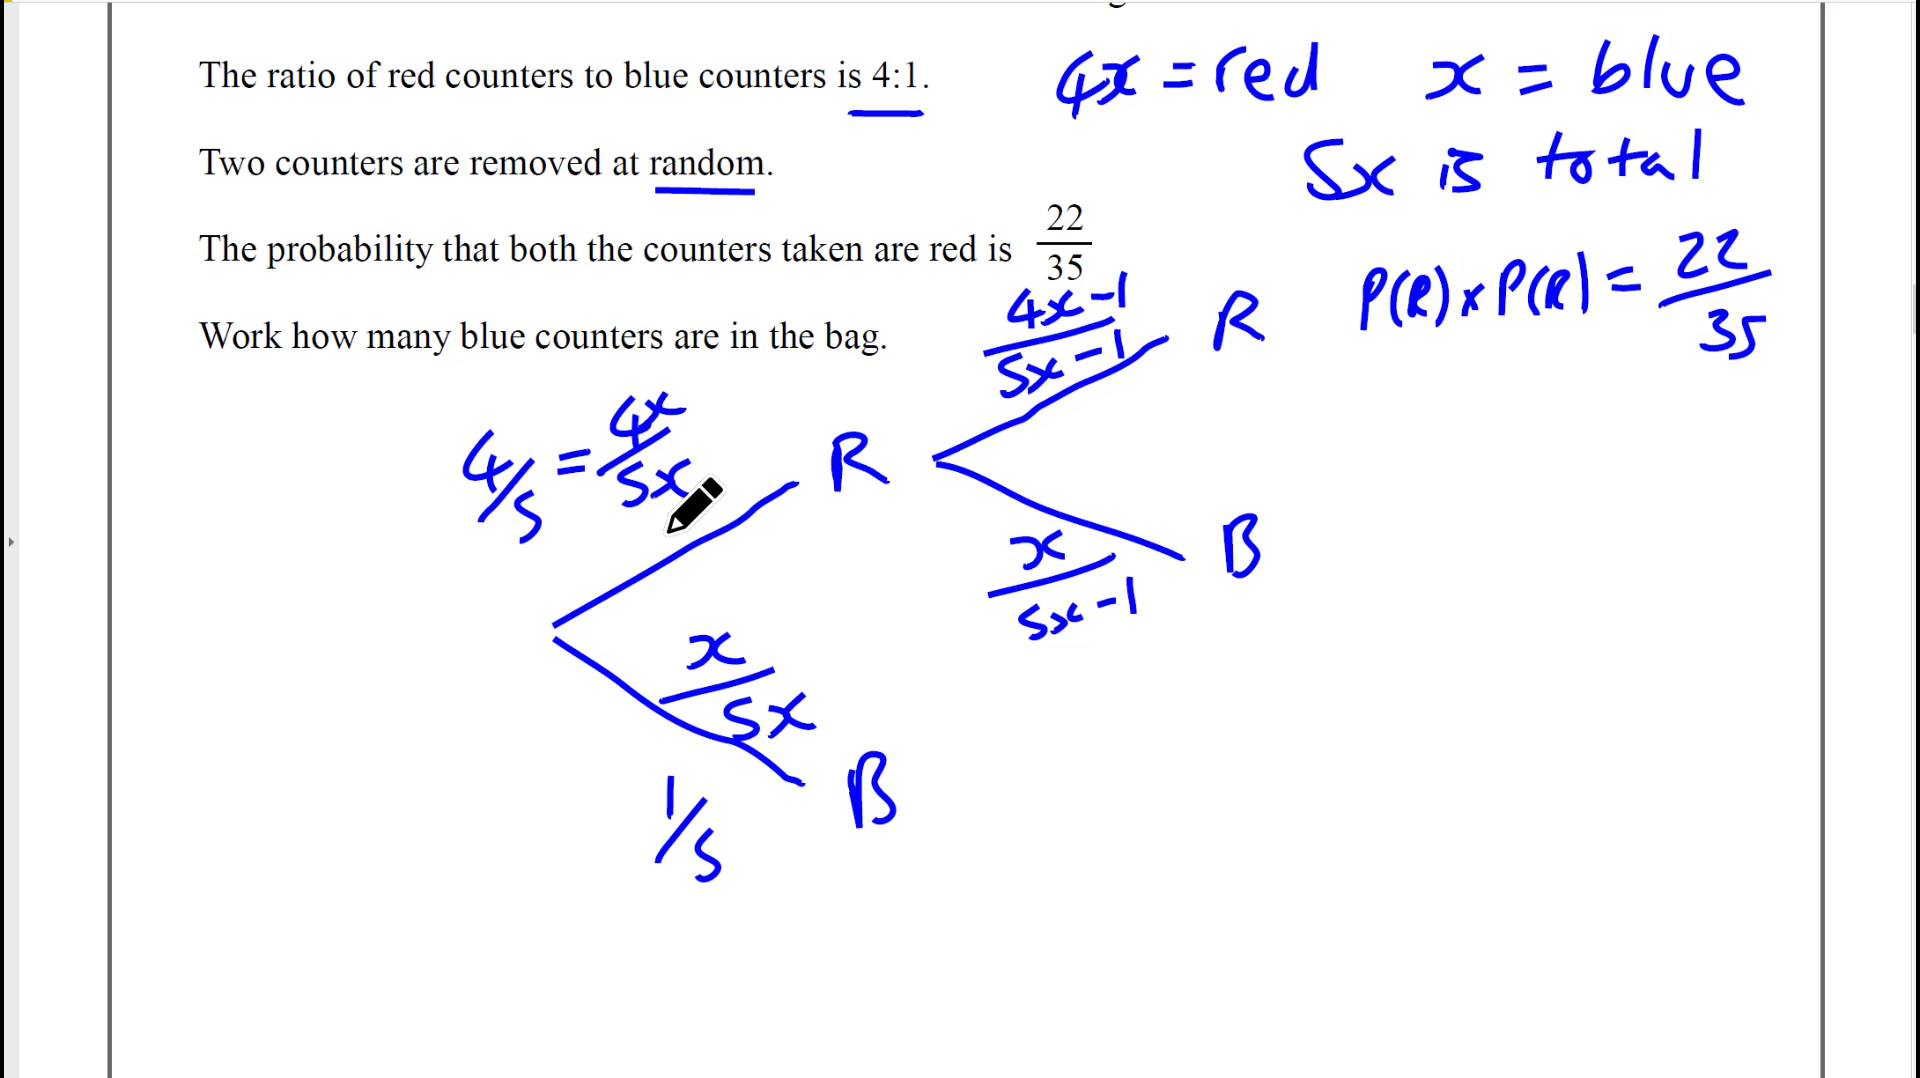 The ratio of red counters to blue counters is 4:1.
4x = red x = blue
5x is total
Two counters are removed at random.
The probability that both the counters taken are red is 22/35
P(R) x P(R) = 22/35
Work how many blue counters are in the bag.
4x-1/5x-1
R
4/5 = 4x/5x
R
x/5x-1
B
x/5x
B
1/5